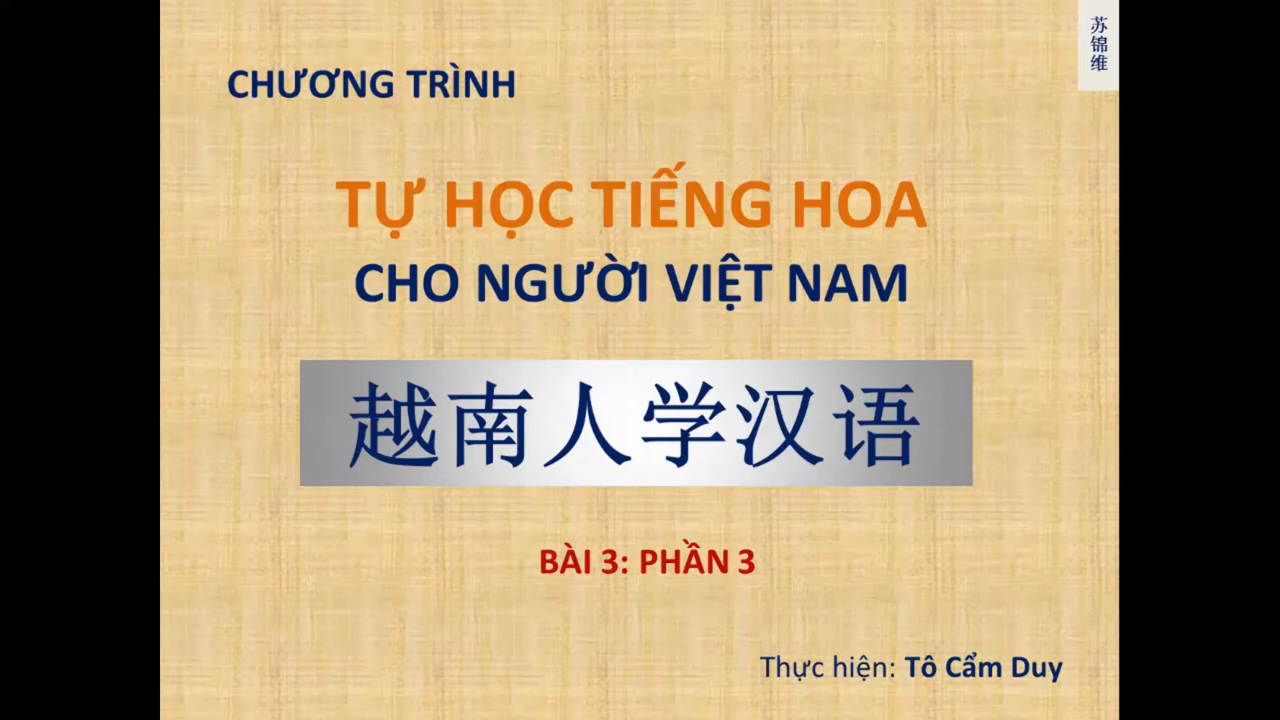 苏锦维
CHƯƠNG TRÌNH
TỰ HỌC TIẾNG HOA
CHO NGƯỜI VIỆT NAM
越南人学汉语
BÀI 3: PHẦN 3
Thực hiện: Tô Cẩm Duy